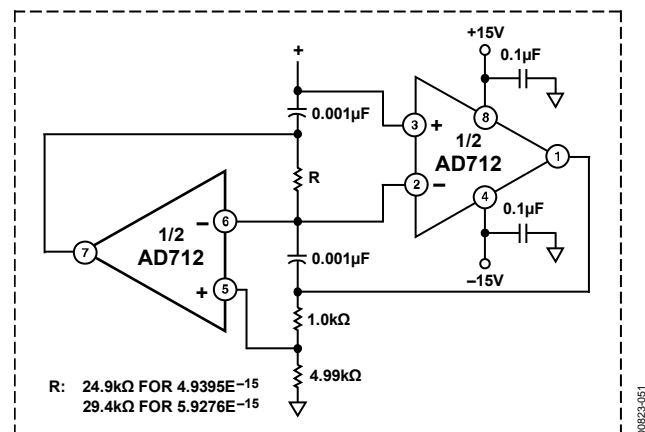 +15V
0.1µF
+
0.001µF
3
+
8
1/2
AD712
1
R
2
–
4
0.1µF
–15V
1/2
AD712
–
6
7
+
5
0.001µF
1.0kΩ
4.99kΩ
R: 24.9kΩ FOR 4.9395E–15
29.4kΩ FOR 5.9276E–15
00823-051